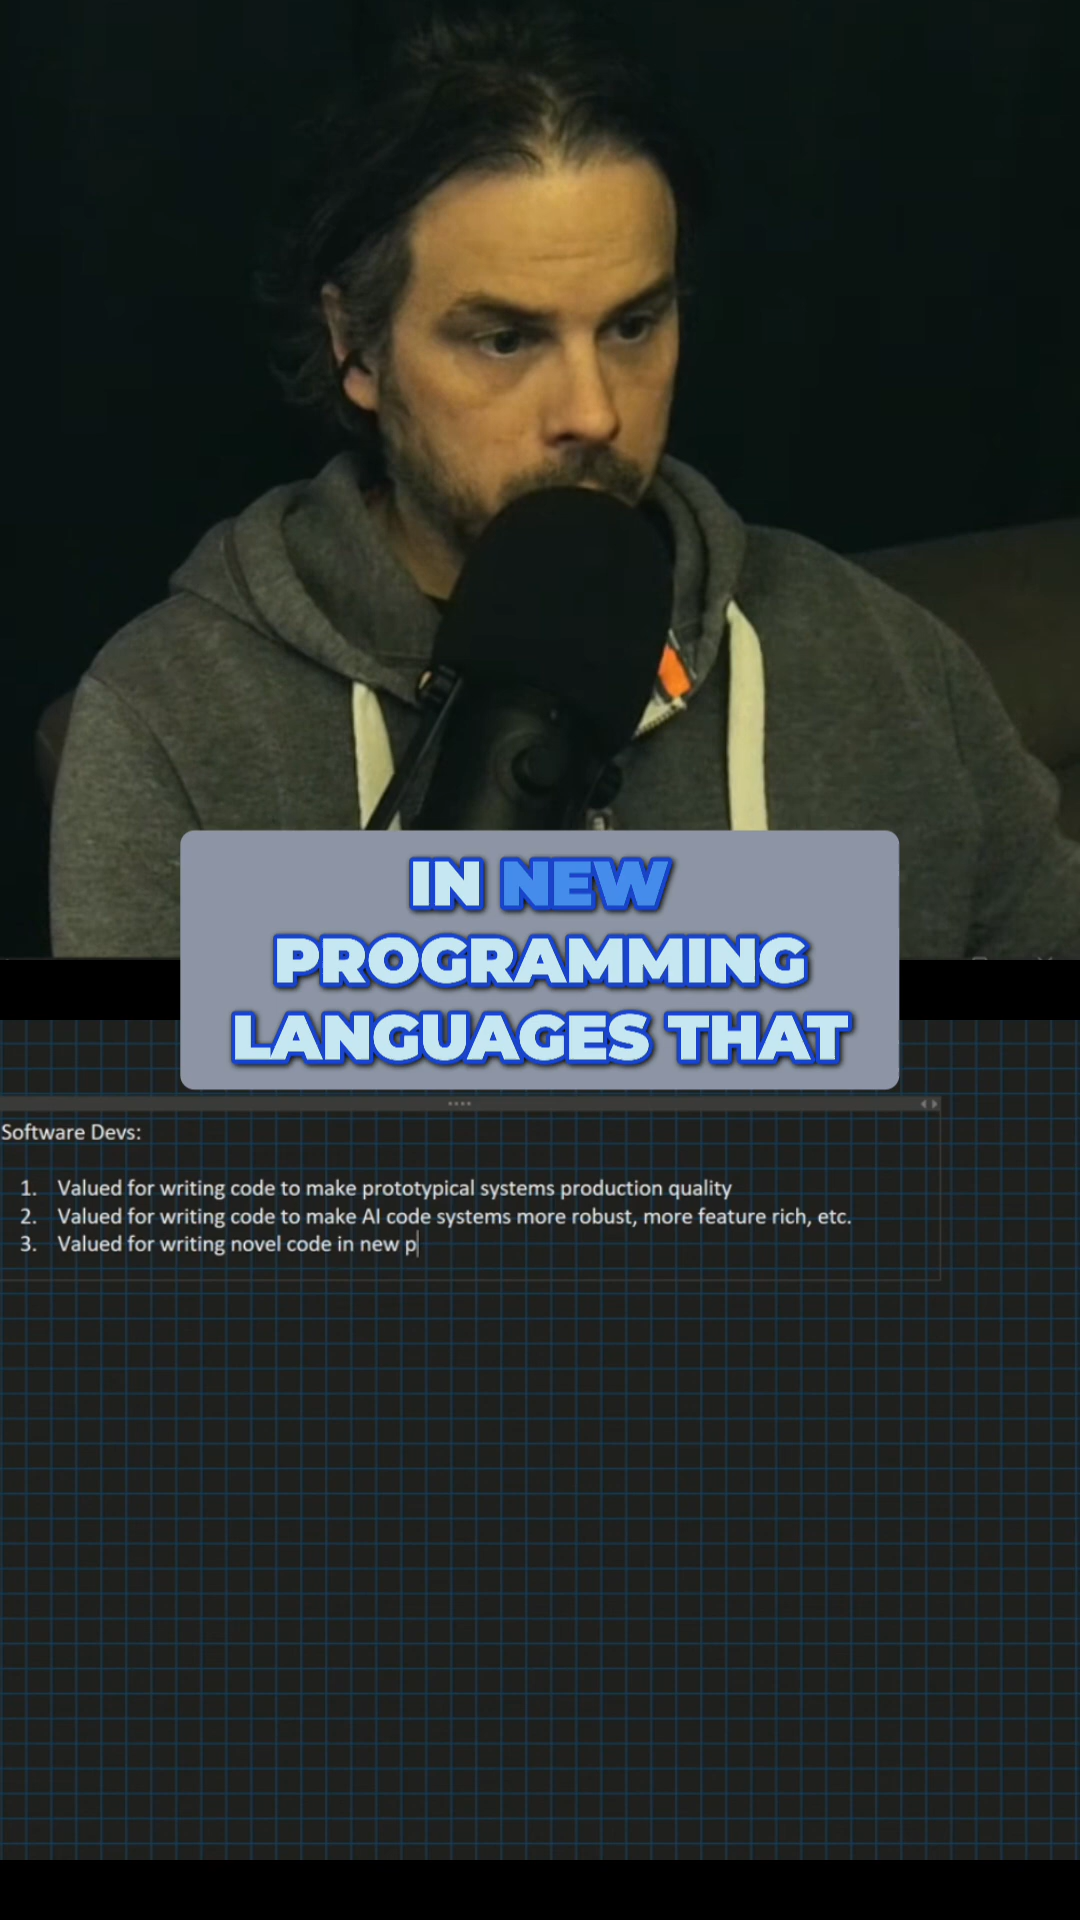 IN NEW
PROGRAMMING
LANGUAGES THAT
Software Devs:
1. Valued for writing code to make prototypical systems production quality
2. Valued for writing code to make AI code systems more robust, more feature rich, etc.
3. Valued for writing novel code in new p